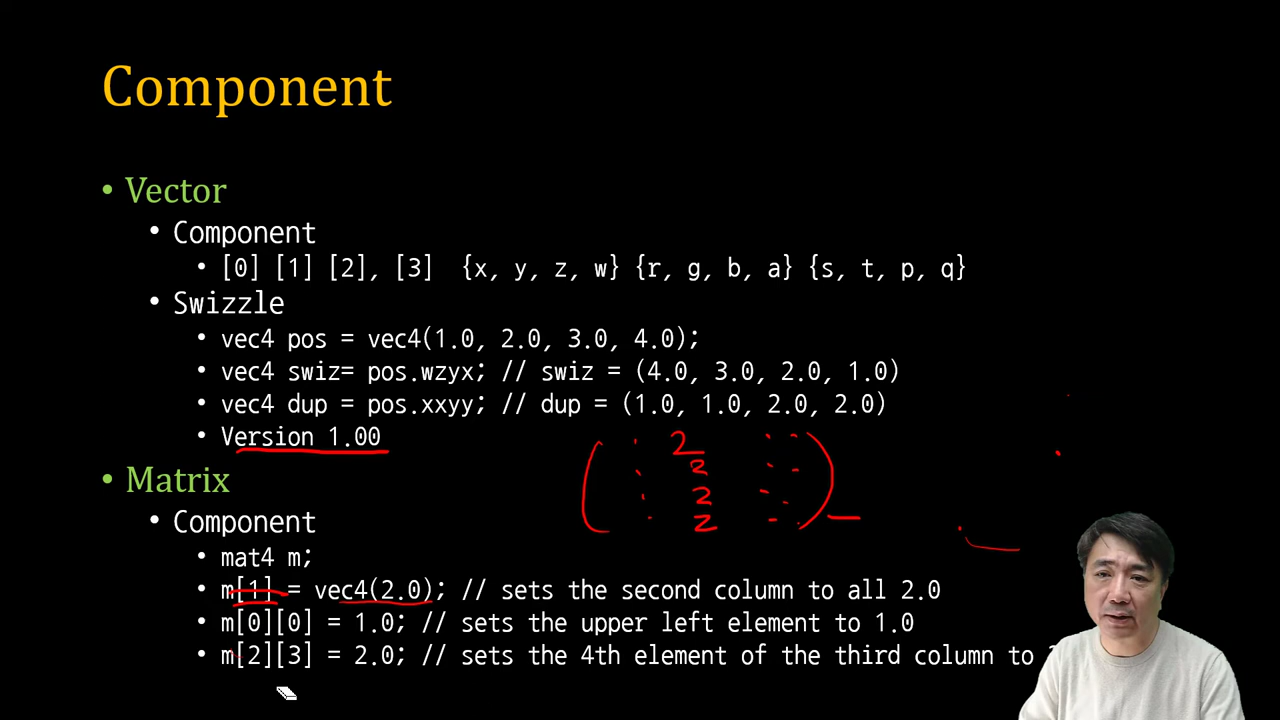 Component
• Vector
• Component
• [0] [1] [2], [3] {x, y, z, w} {r, g, b, a} {s, t, p, q}
• Swizzle
• vec4 pos = vec4(1.0, 2.0, 3.0, 4.0);
• vec4 swiz= pos.wzyx; // swiz = (4.0, 3.0, 2.0, 1.0)
• vec4 dup = pos.xxyy; // dup = (1.0, 1.0, 2.0, 2.0)
• Version 1.00
2
2
2
2
• Matrix
• Component
• mat4 m;
• m[1] = vec4(2.0); // sets the second column to all 2.0
• m[0][0] = 1.0; // sets the upper left element to 1.0
• m[2][3] = 2.0; // sets the 4th element of the third column to